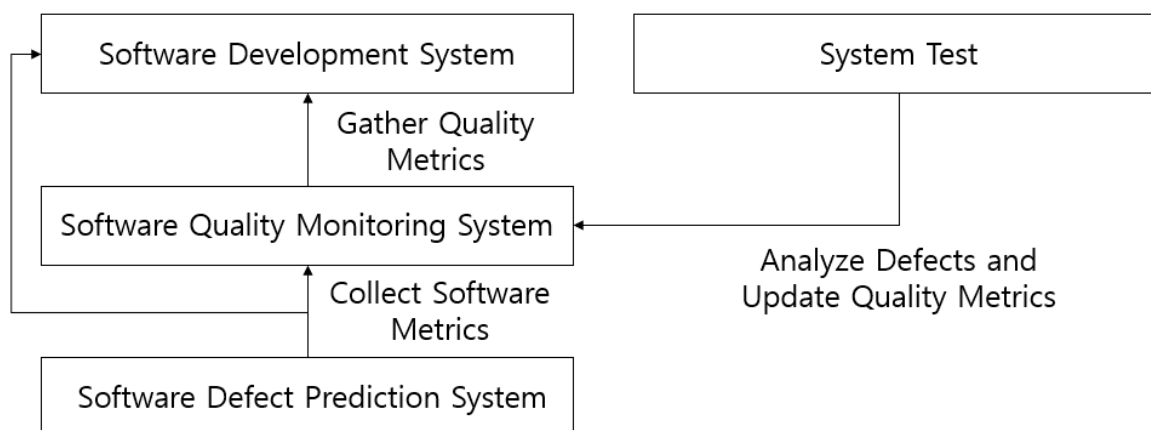 Software Development System
System Test
Gather Quality
Metrics
Software Quality Monitoring System
Analyze Defects and
Update Quality Metrics
Collect Software
Metrics
Software Defect Prediction System